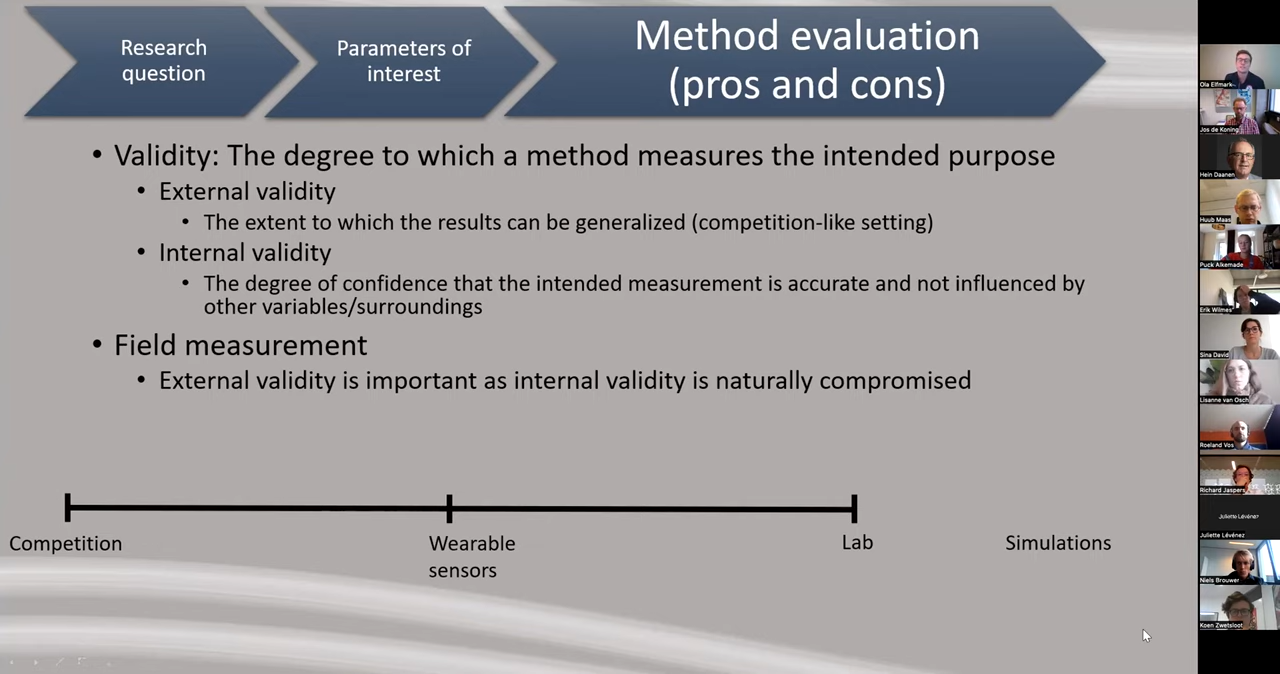 Research
question
Parameters of
interest
Method evaluation
(pros and cons)
• Validity: The degree to which a method measures the intended purpose
• External validity
• The extent to which the results can be generalized (competition-like setting)
• Internal validity
• The degree of confidence that the intended measurement is accurate and not influenced by
other variables/surroundings
• Field measurement
• External validity is important as internal validity is naturally compromised
Competition
Wearable
sensors
Lab
Simulations
Ola Elfmark
Jos de Koning
Hein Daanen
Huub Maas
Puck Alkemade
Erik Wilmes
Sina David
Lisanne van Osch
Roeland Vos
Richard Jaspers
Juliette Lévénez
Juliette Lévénez
Niels Brouwer
Koen Zwetsloot